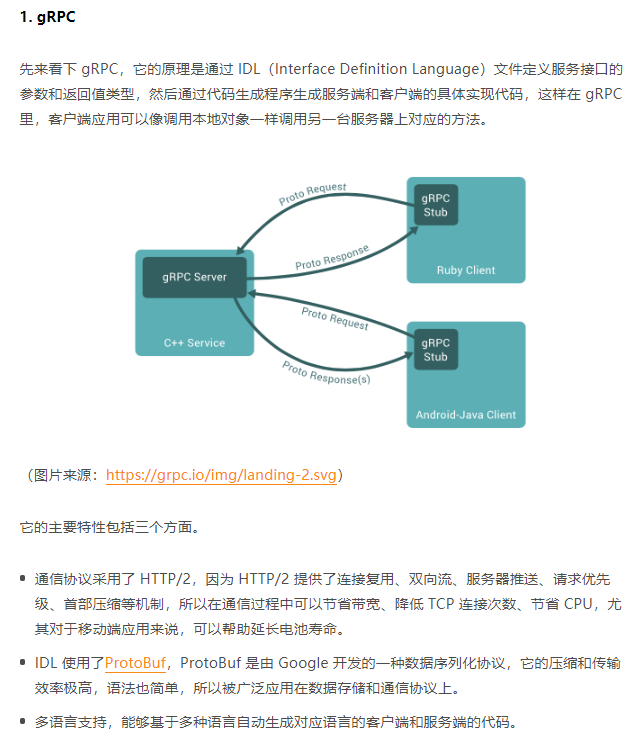 1. gRPC
先来看下 gRPC，它的原理是通过 IDL（Interface Definition Language）文件定义服务接口的
参数和返回值类型，然后通过代码生成程序生成服务端和客户端的具体实现代码，这样在 gRPC
里，客户端应用可以像调用本地对象一样调用另一台服务器上对应的方法。
Proto Request
gRPC
Stub
Proto Response
Ruby Client
gRPC Server
C++ Service
Proto Request
gRPC
Stub
Proto Response(s)
Android-Java Client
（图片来源：https://grpc.io/img/landing-2.svg）
它的主要特性包括三个方面。
• 通信协议采用了 HTTP/2，因为 HTTP/2 提供了连接复用、双向流、服务器推送、请求优先
级、首部压缩等机制，所以在通信过程中可以节省带宽、降低 TCP 连接次数、节省 CPU，尤
其对于移动端应用来说，可以帮助延长电池寿命。
• IDL 使用了ProtoBuf，ProtoBuf 是由 Google 开发的一种数据序列化协议，它的压缩和传输
效率极高，语法也简单，所以被广泛应用在数据存储和通信协议上。
• 多语言支持，能够基于多种语言自动生成对应语言的客户端和服务端的代码。